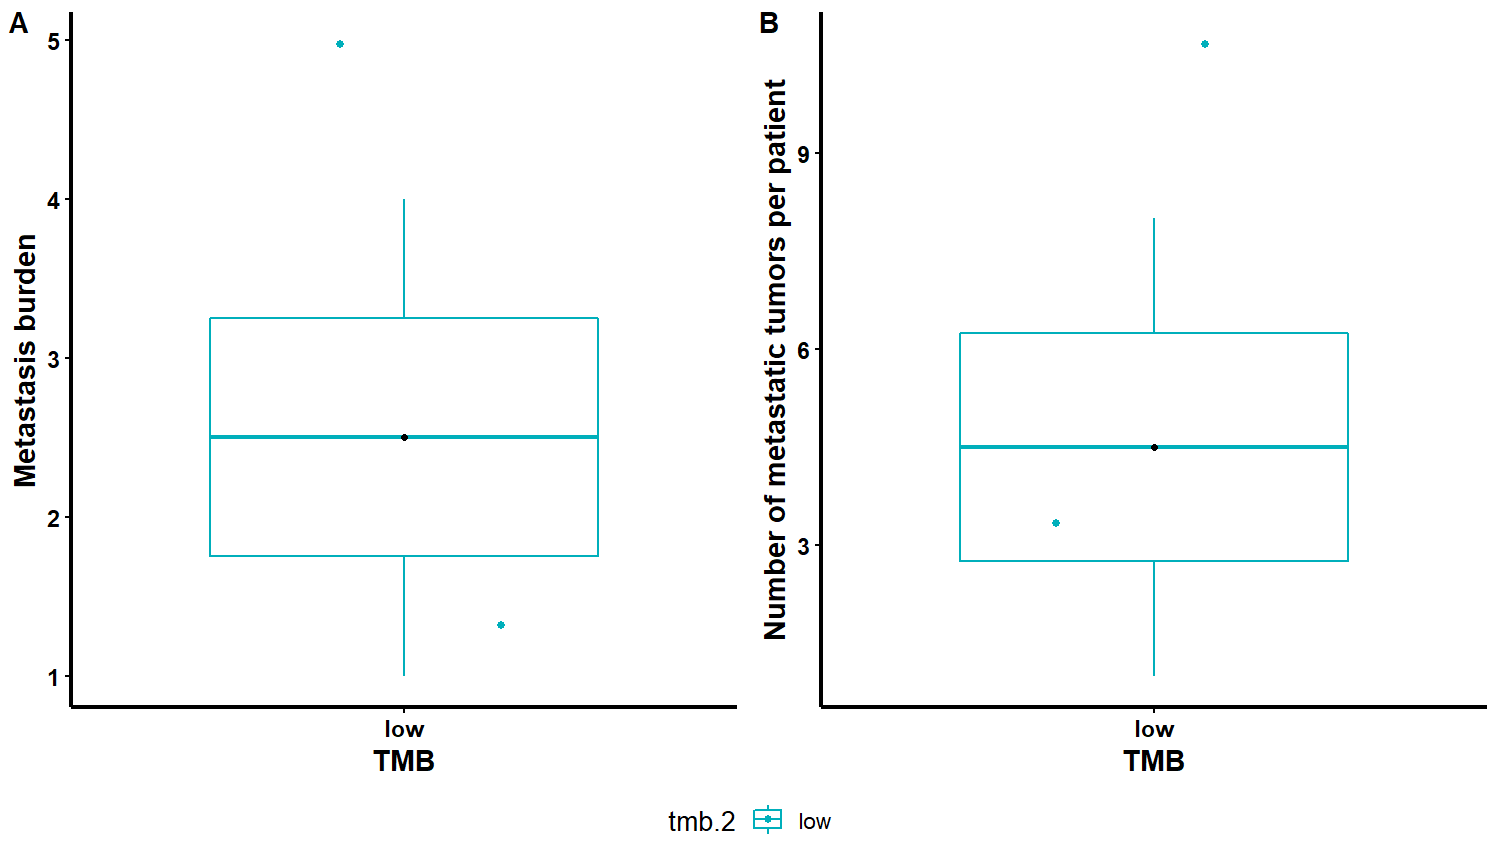 A
Metastasis burden
5
4
3
2
1
low
TMB
B
Number of metastatic tumors per patient
9
6
3
low
TMB
tmb.2 low